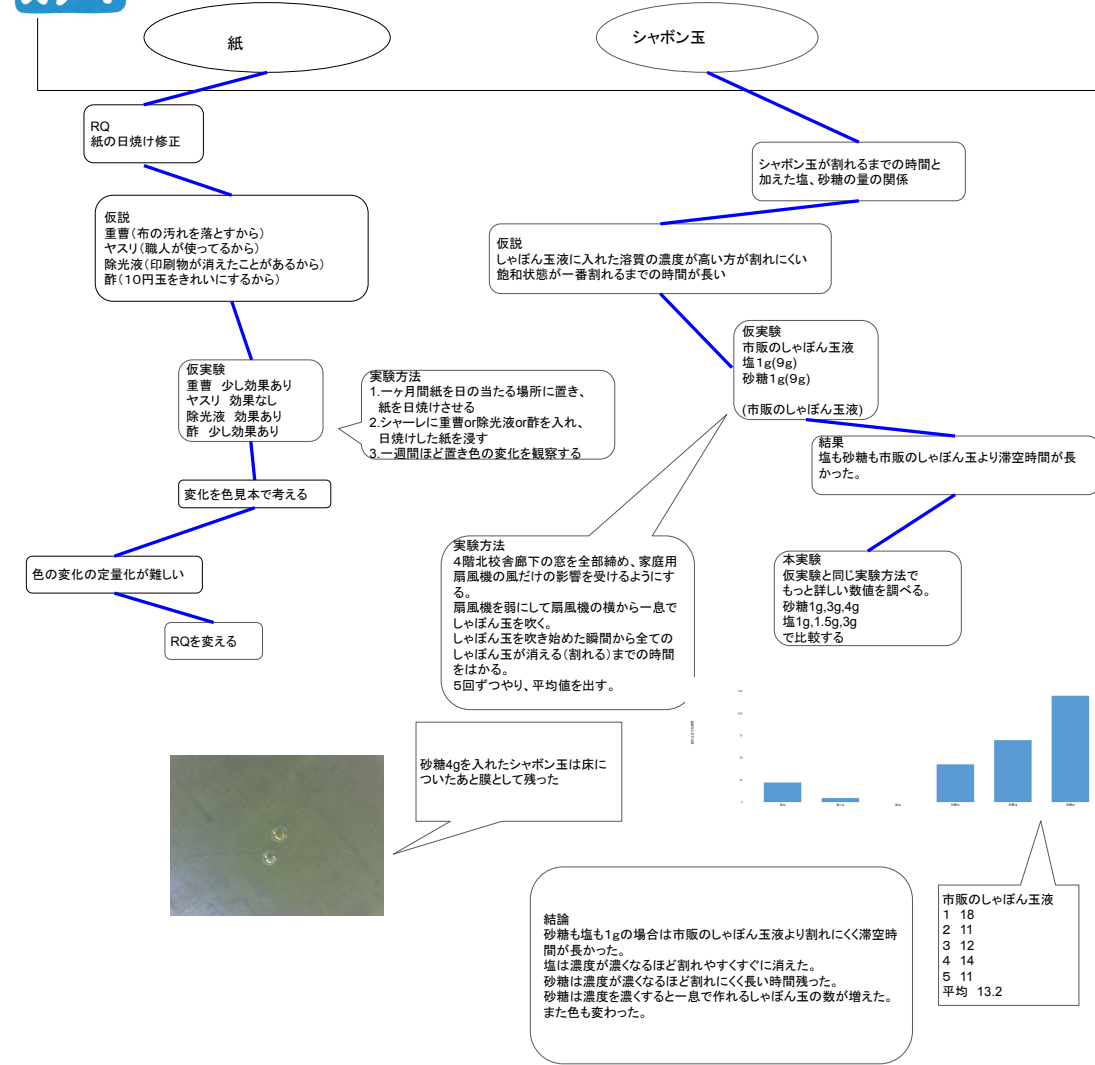 紙
シャボン玉
RQ
紙の日焼け修正
仮説
重曹(布の汚れを落とすから)
ヤスリ(職人が使ってるから)
除光液(印刷物が消えたことがあるから)
酢(10円玉をきれいにするから)
仮実験
重曹 少し効果あり
ヤスリ 効果なし
除光液 効果あり
酢 少し効果あり
実験方法
1.一ヶ月間紙を日の当たる場所に置き、
紙を日焼けさせる
2.シャーレに重曹or除光液or酢を入れ、
日焼けした紙を浸す
3.一週間ほど置き色の変化を観察する
変化を色見本で考える
色の変化の定量化が難しい
RQを変える
シャボン玉が割れるまでの時間と
加えた塩、砂糖の量の関係
仮説
しゃぼん玉液に入れた溶質の濃度が高い方が割れにくい
飽和状態が一番割れるまでの時間が長い
仮実験
市販のしゃぼん玉液
塩1g(9g)
砂糖1g(9g)
(市販のしゃぼん玉液)
結果
塩も砂糖も市販のしゃぼん玉より滞空時間が長
かった。
実験方法
4階北校舎廊下の窓を全部締め、家庭用
扇風機の風だけの影響を受けるようにす
る。
扇風機を弱にして扇風機の横から一息で
しゃぼん玉を吹く。
しゃぼん玉を吹き始めた瞬間から全ての
しゃぼん玉が消える(割れる)までの時間
をはかる。
5回ずつやり、平均値を出す。
本実験
仮実験と同じ実験方法で
もっと詳しい数値を調べる。
砂糖1g,3g,4g
塩1g,1.5g,3g
で比較する
砂糖4gを入れたシャボン玉は床に
ついたあと膜として残った
結論
砂糖も塩も1gの場合は市販のしゃぼん玉液より割れにくく滞空時
間が長かった。
塩は濃度が濃くなるほど割れやすくすぐに消えた。
砂糖は濃度が濃くなるほど割れにくく長い時間残った。
砂糖は濃度を濃くすると一息で作れるしゃぼん玉の数が増えた。
また色も変わった。
市販のしゃぼん玉液
1 18
2 11
3 12
4 14
5 11
平均 13.2